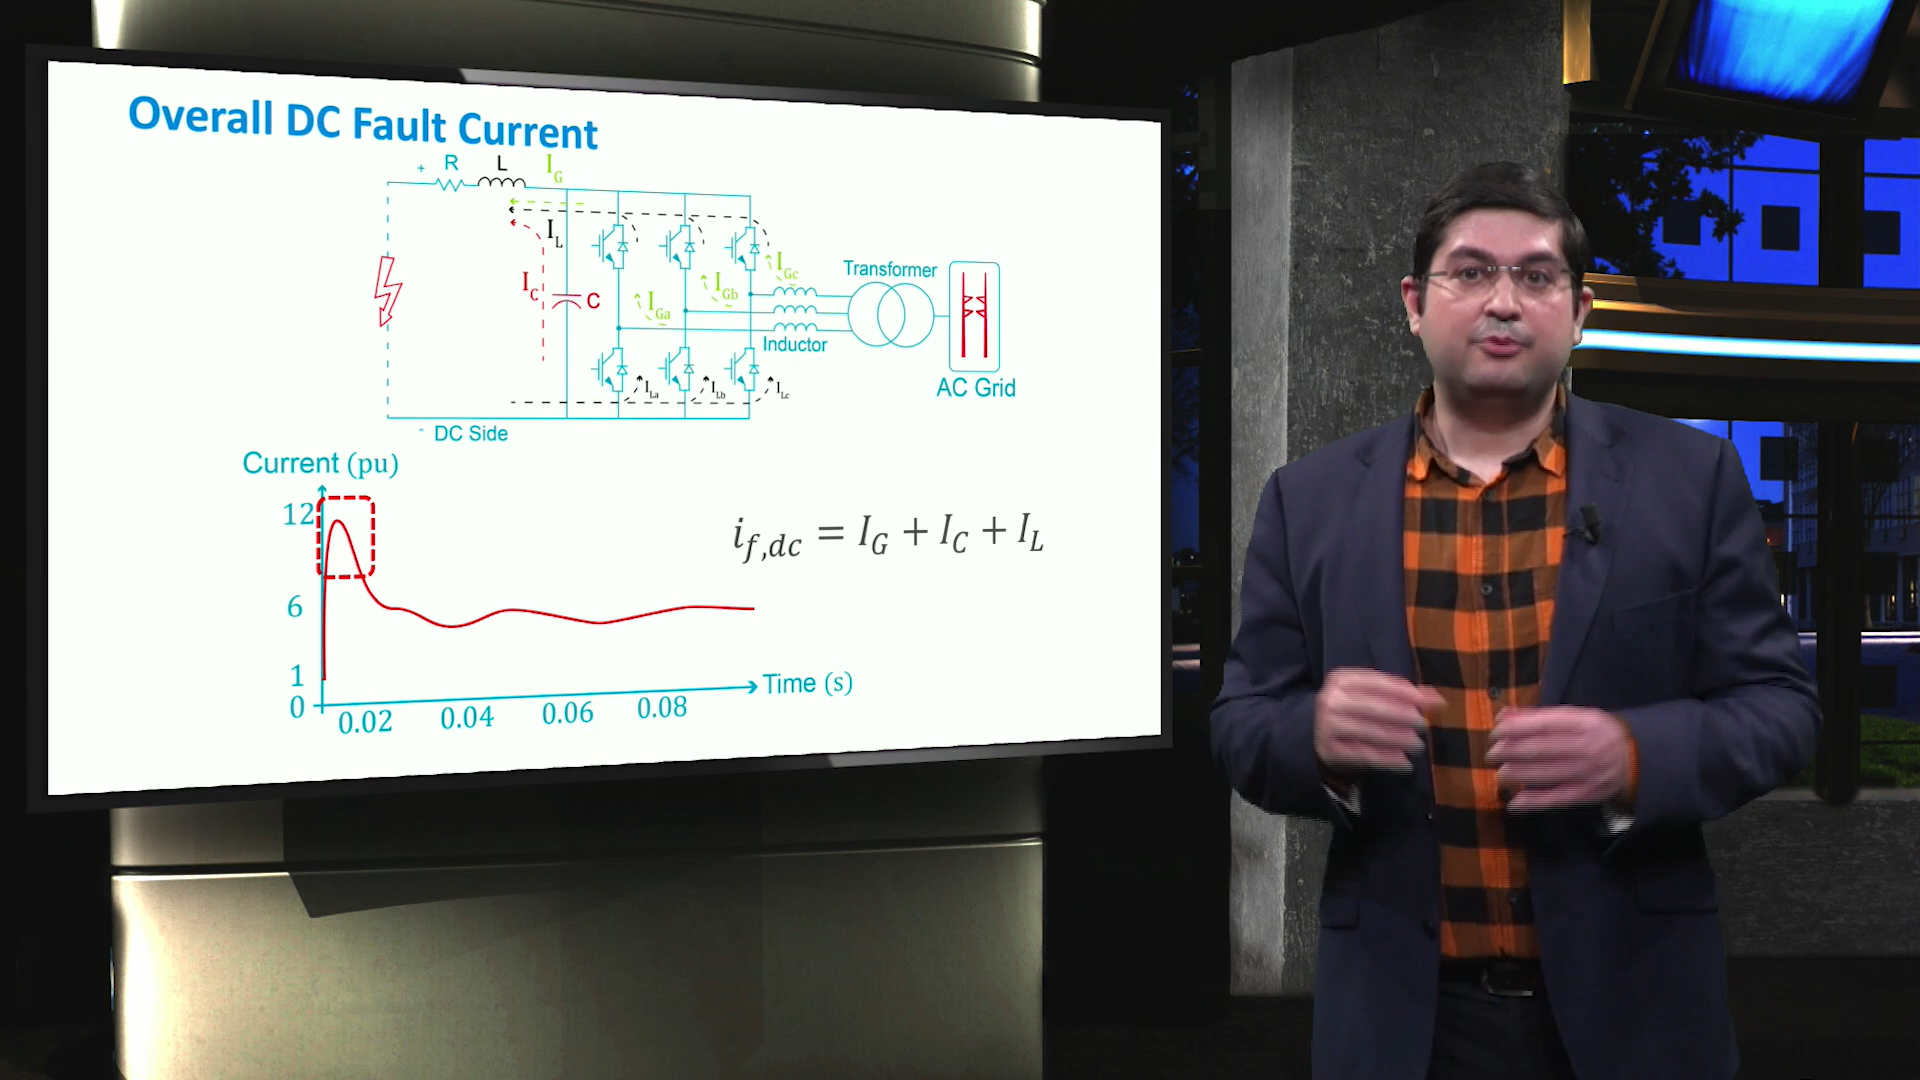 Overall DC Fault Current
+ R L I_G
I_L
I_C
C
I_Ga
I_Gb
I_Gc
Transformer
Inductor
AC Grid
I_La
I_Lb
I_Lc
- DC Side
Current (pu)
12
6
1
0
0.02 0.04 0.06 0.08
Time (s)
i_{f,dc} = I_G + I_C + I_L